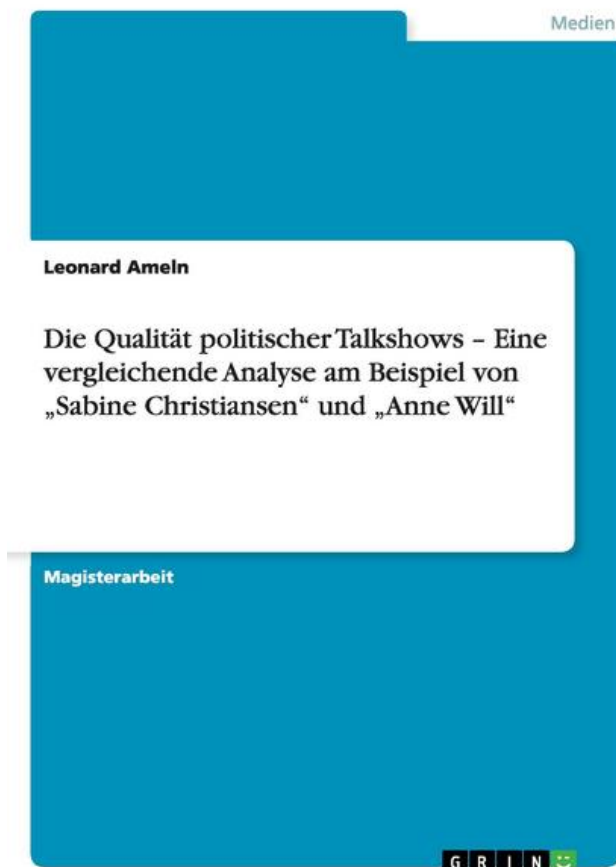 Medien
Leonard Ameln
Die Qualität politischer Talkshows – Eine
vergleichende Analyse am Beispiel von
„Sabine Christiansen“ und „Anne Will“
Magisterarbeit
GRIN